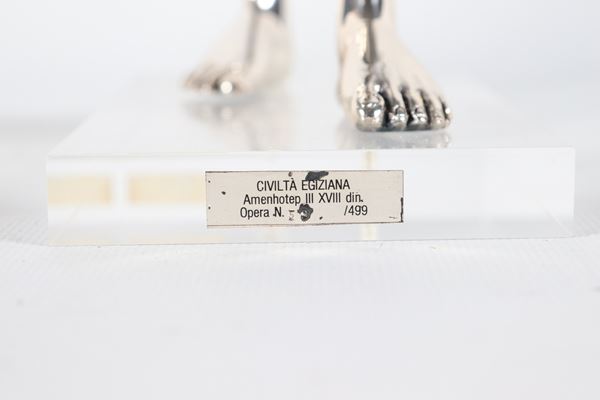 CIVILTÀ EGIZIANA
Amenhotep III XVIII din.
Opera N. /499